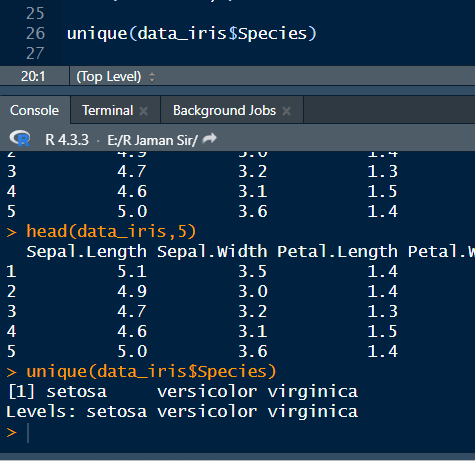 25
26 unique(data_iris$Species)
27
20:1 (Top Level)
Console Terminal × Background Jobs ×
R R 4.3.3 · E:/R Jaman Sir/
2 4.9 3.0 1.4
3 4.7 3.2 1.3
4 4.6 3.1 1.5
5 5.0 3.6 1.4
> head(data_iris,5)
Sepal.Length Sepal.Width Petal.Length Petal.W
1 5.1 3.5 1.4
2 4.9 3.0 1.4
3 4.7 3.2 1.3
4 4.6 3.1 1.5
5 5.0 3.6 1.4
> unique(data_iris$Species)
[1] setosa versicolor virginica
Levels: setosa versicolor virginica
>